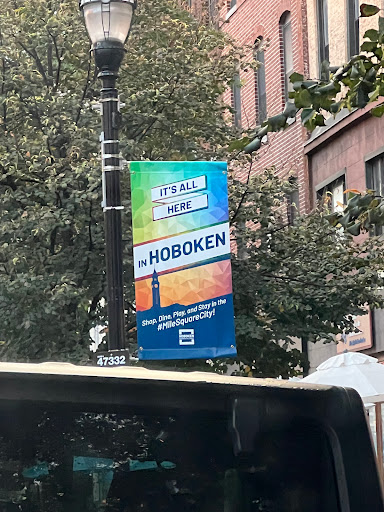 IT'S ALL
HERE
IN HOBOKEN
Shop, Dine, Play, and Stay in the
#MileSquareCity!
47332